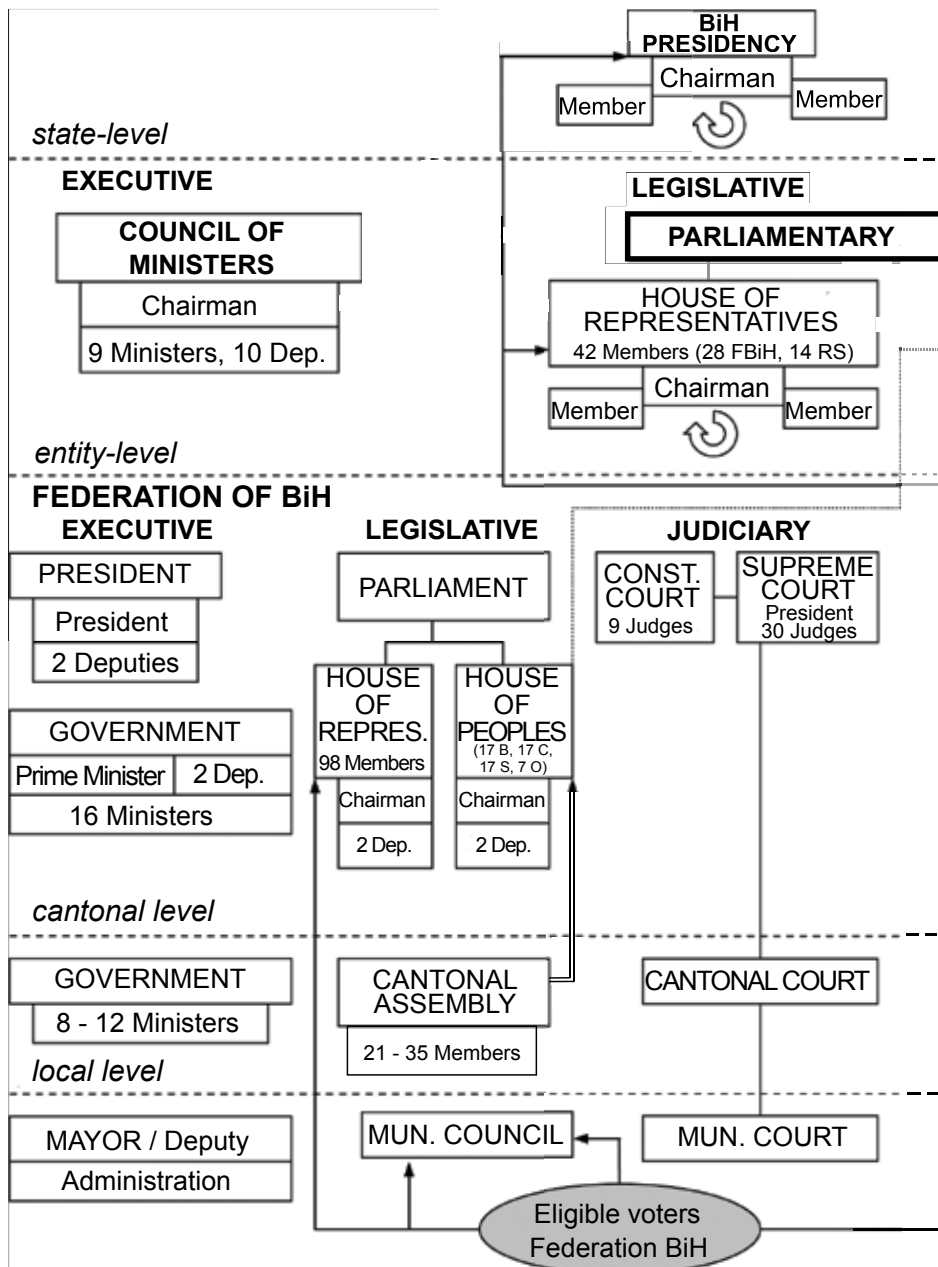 BiH
PRESIDENCY
Chairman
Member
Member
state-level
EXECUTIVE
LEGISLATIVE
COUNCIL OF
MINISTERS
Chairman
9 Ministers, 10 Dep.
PARLIAMENTARY
HOUSE OF
REPRESENTATIVES
42 Members (28 FBiH, 14 RS)
Chairman
Member
Member
entity-level
FEDERATION OF BiH
EXECUTIVE
LEGISLATIVE
JUDICIARY
PRESIDENT
President
2 Deputies
PARLIAMENT
CONST.
COURT
9 Judges
SUPREME
COURT
President
30 Judges
HOUSE
OF
REPRES.
98 Members
Chairman
2 Dep.
HOUSE
OF
PEOPLES
(17 B, 17 C,
17 S, 7 O)
Chairman
2 Dep.
GOVERNMENT
Prime Minister
2 Dep.
16 Ministers
cantonal level
GOVERNMENT
8 - 12 Ministers
CANTONAL
ASSEMBLY
21 - 35 Members
CANTONAL COURT
local level
MAYOR / Deputy
Administration
MUN. COUNCIL
MUN. COURT
Eligible voters
Federation BiH